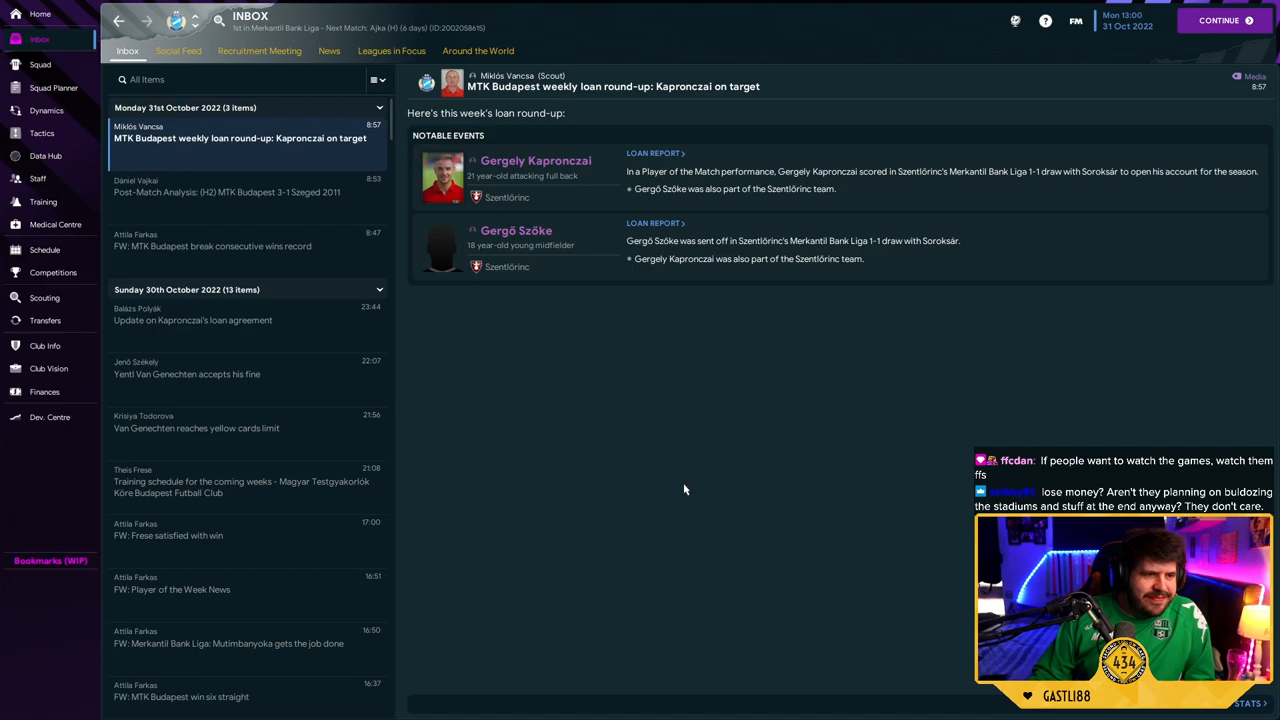 Home
INBOX
1st in Merkantil Bank Liga - Next Match: Ajka (H) (6 days) (ID:2002058615)
FM
Mon 13:00
31 Oct 2022
CONTINUE
Inbox
Squad
Squad Planner
Dynamics
Tactics
Data Hub
Staff
Training
Medical Centre
Schedule
Competitions
Scouting
Transfers
Club Info
Club Vision
Finances
Dev. Centre
Bookmarks (WIP)
Inbox
Social Feed
Recruitment Meeting
News
Leagues in Focus
Around the World
All Items
Monday 31st October 2022 (3 items)
Miklós Vancsa 8:57
MTK Budapest weekly loan round-up: Kapronczai on target
Dániel Vajkai 8:53
Post-Match Analysis: (H2) MTK Budapest 3-1 Szeged 2011
Attila Farkas 8:47
FW: MTK Budapest break consecutive wins record
Sunday 30th October 2022 (13 items)
Balázs Polyák 23:44
Update on Kapronczai's loan agreement
Jenő Székely 22:07
Yentl Van Genechten accepts his fine
Krisiya Todorova 21:56
Van Genechten reaches yellow cards limit
Theis Frese 21:08
Training schedule for the coming weeks - Magyar Testgyakorlók
Köre Budapest Futball Club
Attila Farkas 17:00
FW: Frese satisfied with win
Attila Farkas 16:51
FW: Player of the Week News
Attila Farkas 16:50
FW: Merkantil Bank Liga: Mutimbanyoka gets the job done
Attila Farkas 16:37
FW: MTK Budapest win six straight
Miklós Vancsa (Scout)
MTK Budapest weekly loan round-up: Kapronczai on target
Media
8:57
Here's this week's loan round-up:
NOTABLE EVENTS
Gergely Kapronczai
21 year-old attacking full back
Szentlőrinc
LOAN REPORT
In a Player of the Match performance, Gergely Kapronczai scored in Szentlőrinc's Merkantil Bank Liga 1-1 draw with Soroksár to open his account for the season.
Gergő Szőke was also part of the Szentlőrinc team.
Gergő Szőke
18 year-old young midfielder
Szentlőrinc
LOAN REPORT
Gergő Szőke was sent off in Szentlőrinc's Merkantil Bank Liga 1-1 draw with Soroksár.
Gergely Kapronczai was also part of the Szentlőrinc team.
ffcdan: If people want to watch the games, watch them
ffs
lose money? Aren't they planning on buldozing
the stadiums and stuff at the end anyway? They don't care.
434
GASTLI88
STATS